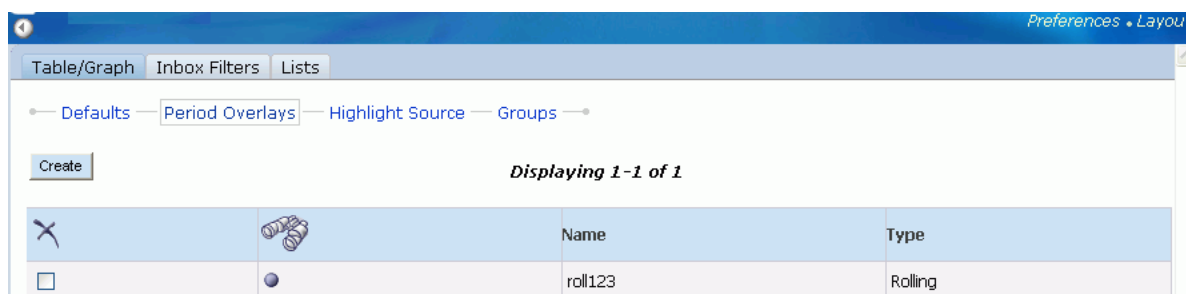 Preferences • Layou
Table/Graph Inbox Filters Lists
Defaults Period Overlays Highlight Source Groups
Create
Displaying 1-1 of 1
Name Type
roll123 Rolling